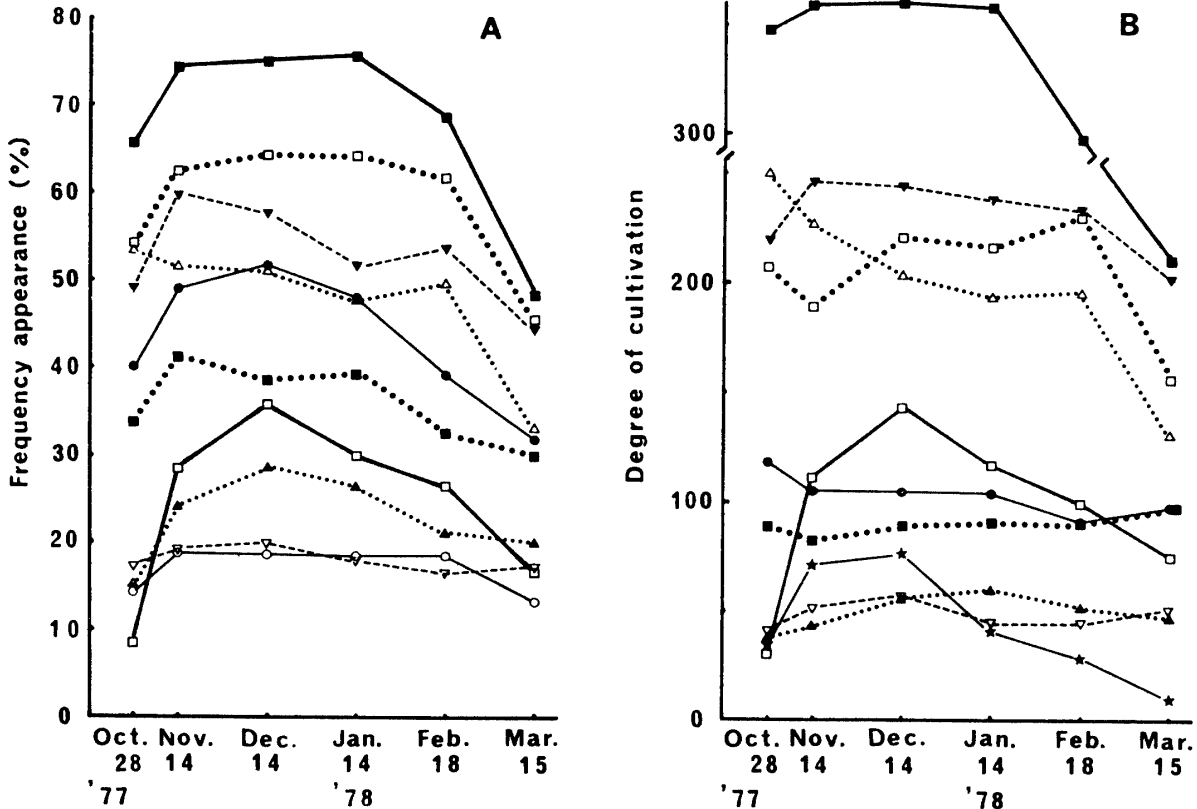 A
Frequency appearance (%)
80
70
60
50
40
30
20
10
0
Oct. Nov. Dec. Jan. Feb. Mar.
28 14 14 14 18 15
'77 '78
B
Degree of cultivation
300
200
100
0
Oct. Nov. Dec. Jan. Feb. Mar.
28 14 14 14 18 15
'77 '78